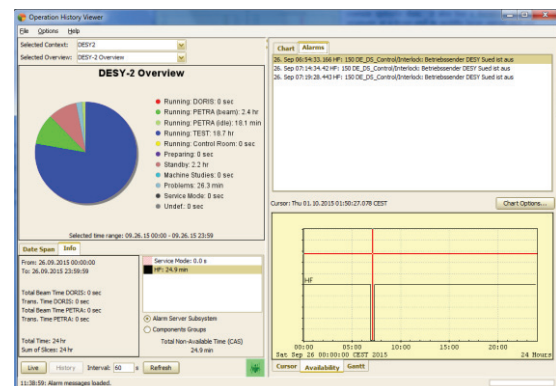 Operation History Viewer
File Options Help
Selected Context: DESY2
Selected Overview: DESY-2 Overview
DESY-2 Overview
Running: DORIS: 0 sec
Running: PETRA (beam): 2.4 hr
Running: PETRA (idle): 18.1 min
Running: TEST: 18.7 hr
Running: Control Room: 0 sec
Preparing: 0 sec
Standby: 2.2 hr
Machine Studies: 0 sec
Problems: 26.3 min
Service Mode: 0 sec
Undef.: 0 sec
Selected time range: 09.26.15 00:00 - 09.26.15 23:59
Date Span Info
From: 26.09.2015 00:00:00
To: 26.09.2015 23:59:59
Total Beam Time DORIS: 0 sec
Trans. Time DORIS: 0 sec
Total Beam Time PETRA: 0 sec
Trans. Time PETRA: 0 sec
Total Time: 24 hr
Sum of Slices: 24 hr
Service Mode: 0.0 s
HF: 24.9 min
Alarm Server Subsystem
Components Groups
Total Non-Available Time (CAS)
24.9 min
Live History Interval: 60 s Refresh
11:38:59: Alarm messages loaded.
Chart Alarms
26. Sep 06:54:33.166 HF: 150 DE_DS_Control/Interlock: Betriebssender DESY Sued ist aus
26. Sep 07:14:34.42 HF: 150 DE_DS_Control/Interlock: Betriebssender DESY Sued ist aus
26. Sep 07:19:28.443 HF: 150 DE_DS_Control/Interlock: Betriebssender DESY Sued ist aus
Cursor: Thu 01.10.2015 01:50:27.078 CEST
Chart Options...
HF
00:00 05:00 10:00 15:00 20:00
Sat Sep 26 00:00:00 CEST 2015 24 Hours
Cursor Availability Gantt